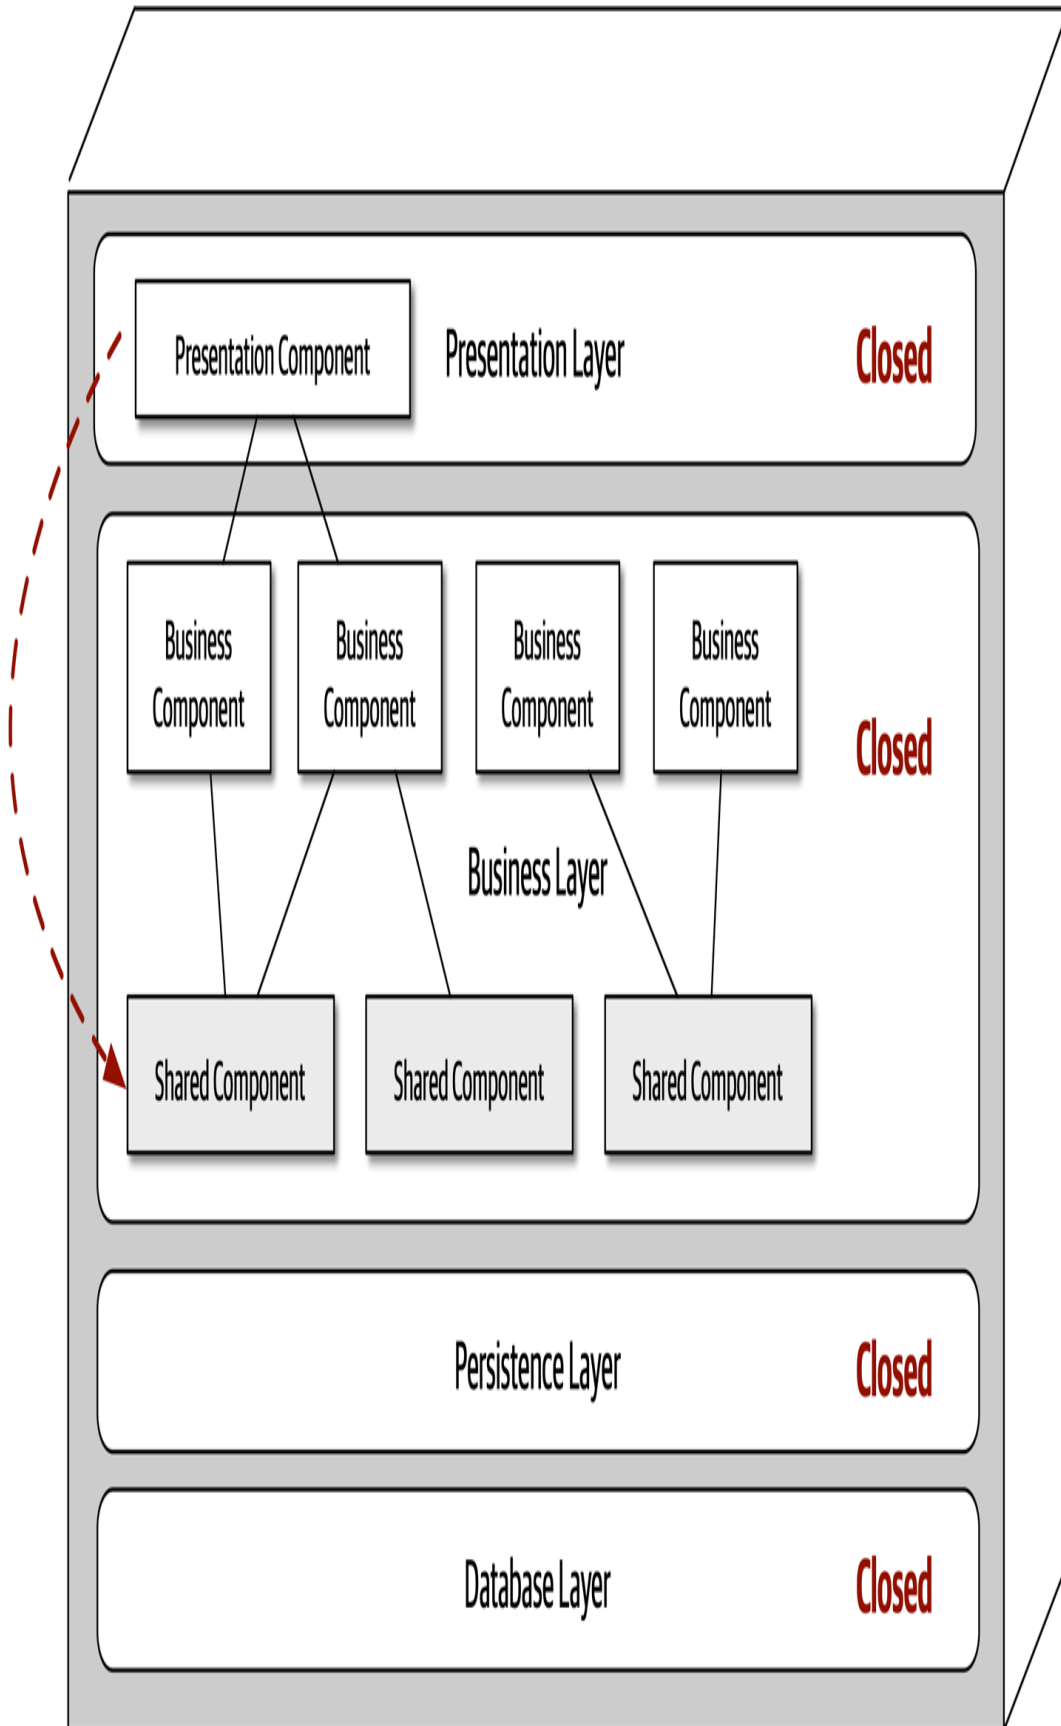 Presentation Component
Presentation Layer
Closed
Business
Component
Business
Component
Business
Component
Business
Component
Closed
Business Layer
Shared Component
Shared Component
Shared Component
Persistence Layer
Closed
Database Layer
Closed